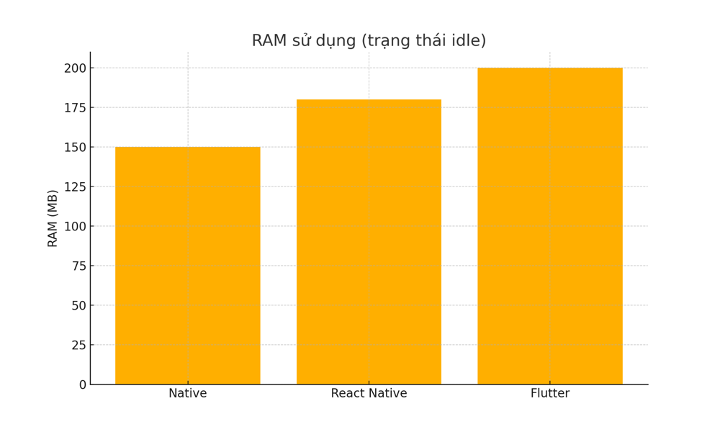 RAM sử dụng (trạng thái idle)
RAM (MB)
200
175
150
125
100
75
50
25
0
Native
React Native
Flutter